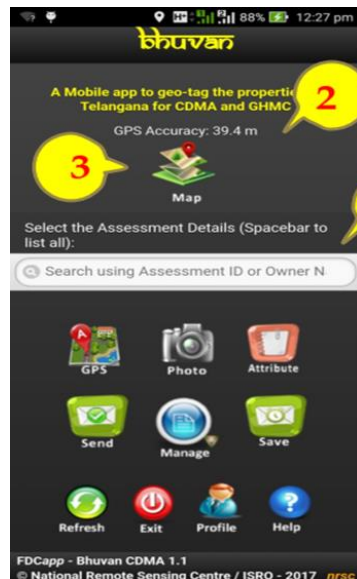 88% 12:27 pm
bhuvan
A Mobile app to geo-tag the
Telangana for CDMA and GHMC
2
GPS Accuracy: 39.4 m
3
Map
Select the Assessment Details (Spacebar to
list all):
Search using Assessment ID or Owner N
GPS Photo Attribute
Send Manage Save
Refresh Exit Profile Help
FDCapp - Bhuvan CDMA 1.1
© National Remote Sensing Centre / ISRO - 2017 nrsc